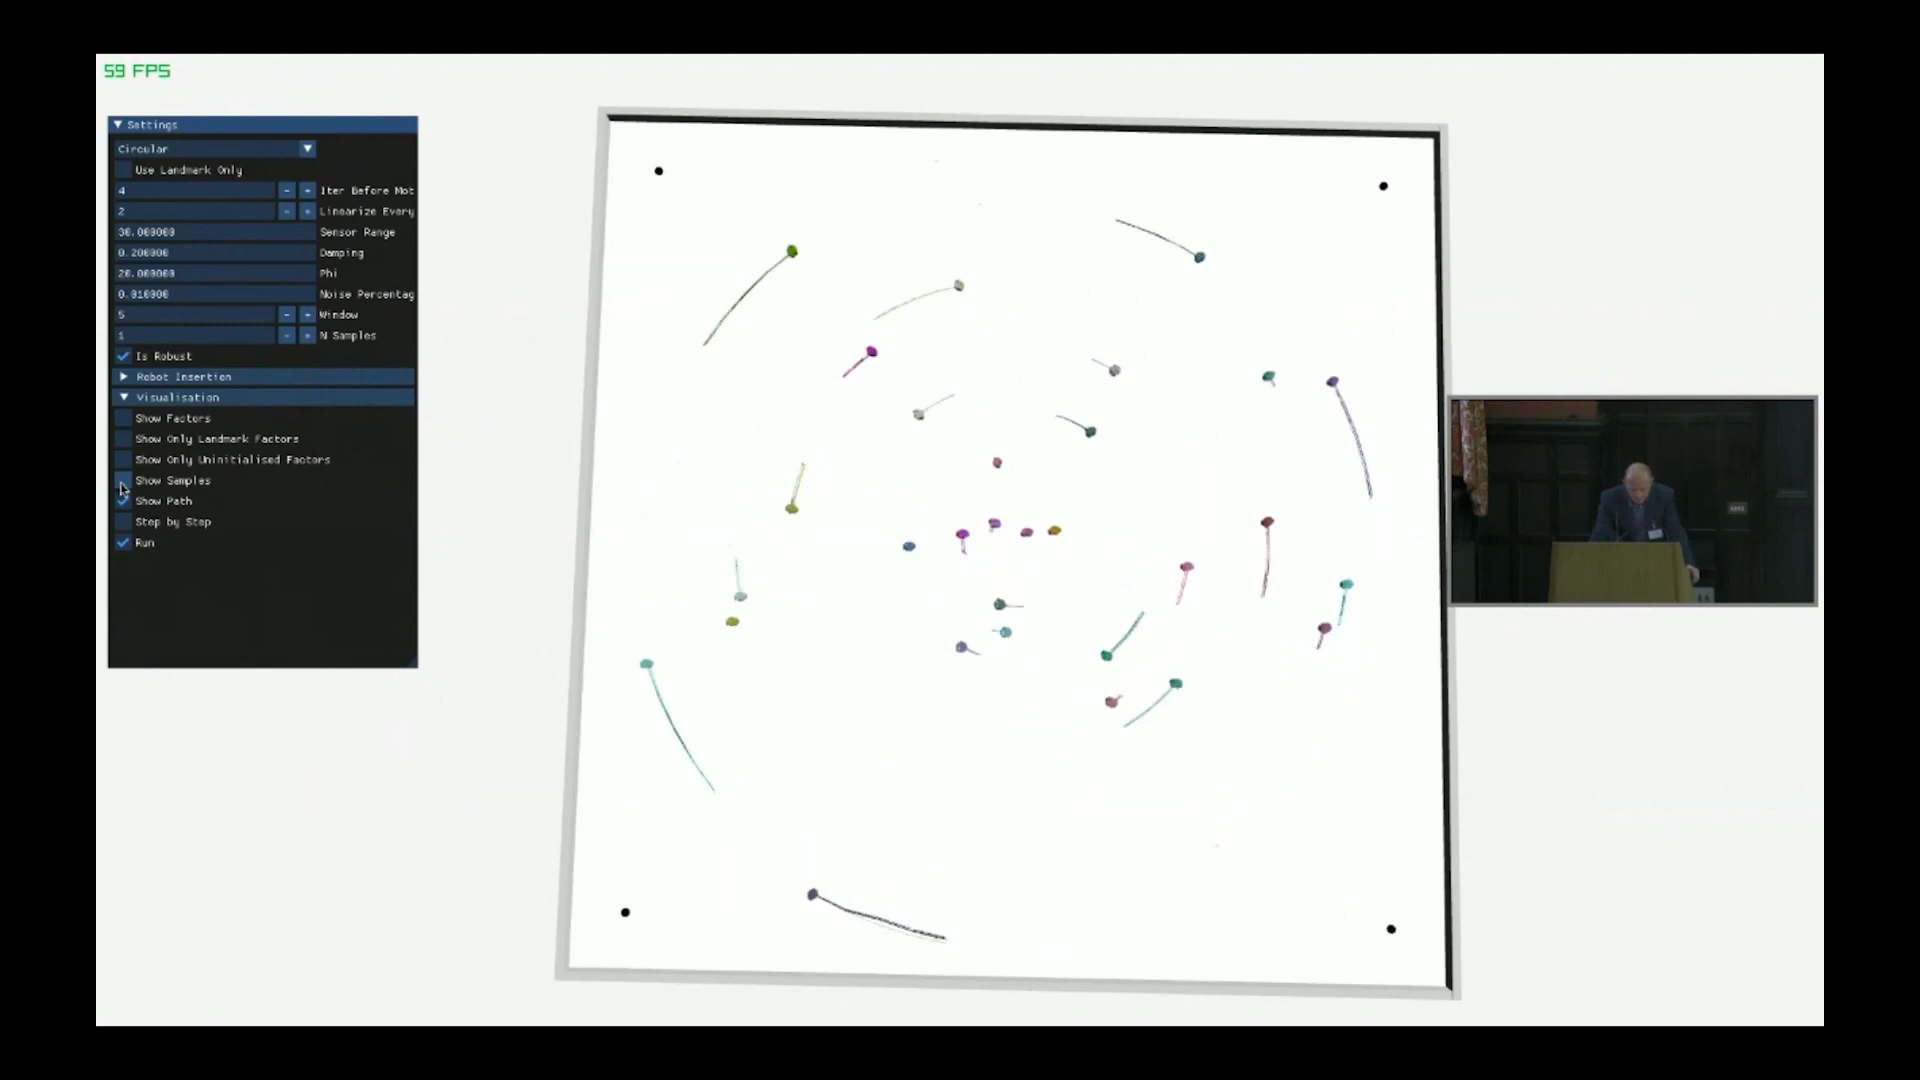 59 FPS
Settings
Circular
Use Landmark Only
4 - + Iter Before Mot
2 - + Linearize Every
30.000000 Sensor Range
0.200000 Damping
20.000000 Phi
0.010000 Noise Percentag
5 - + Window
1 - + N Samples
Is Robust
Robot Insertion
Visualisation
Show Factors
Show Only Landmark Factors
Show Only Uninitialised Factors
Show Samples
Show Path
Step by Step
Run